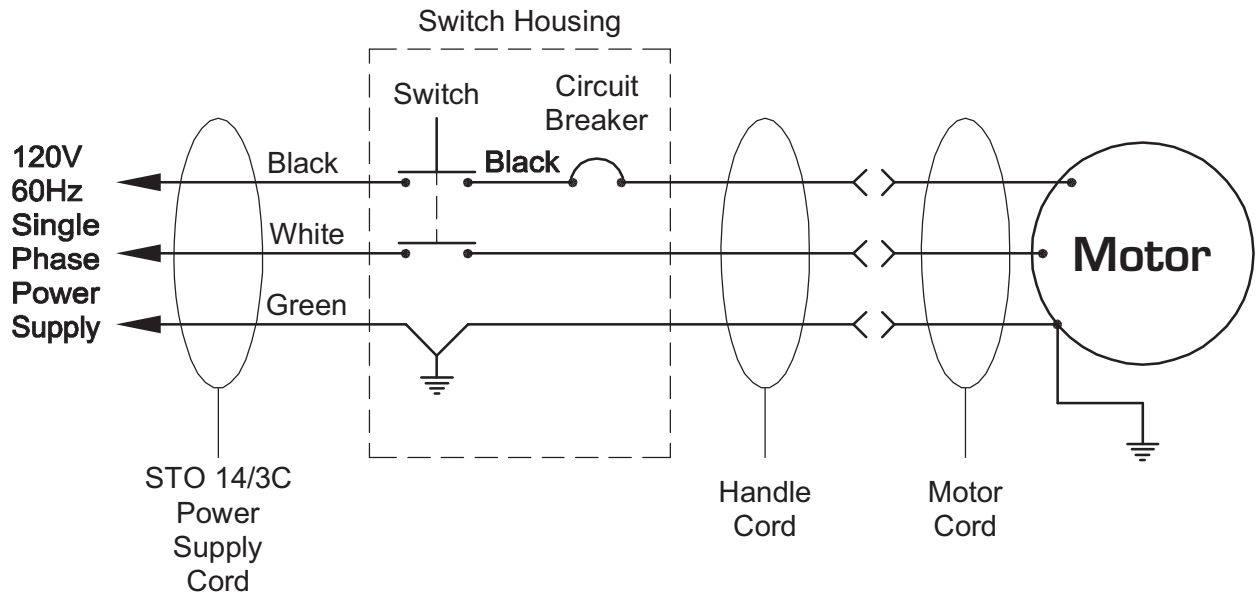 Switch Housing
Switch
Circuit
Breaker
120V
60Hz
Single
Phase
Power
Supply
Black
Black
White
Green
Motor
STO 14/3C
Power
Supply
Cord
Handle
Cord
Motor
Cord